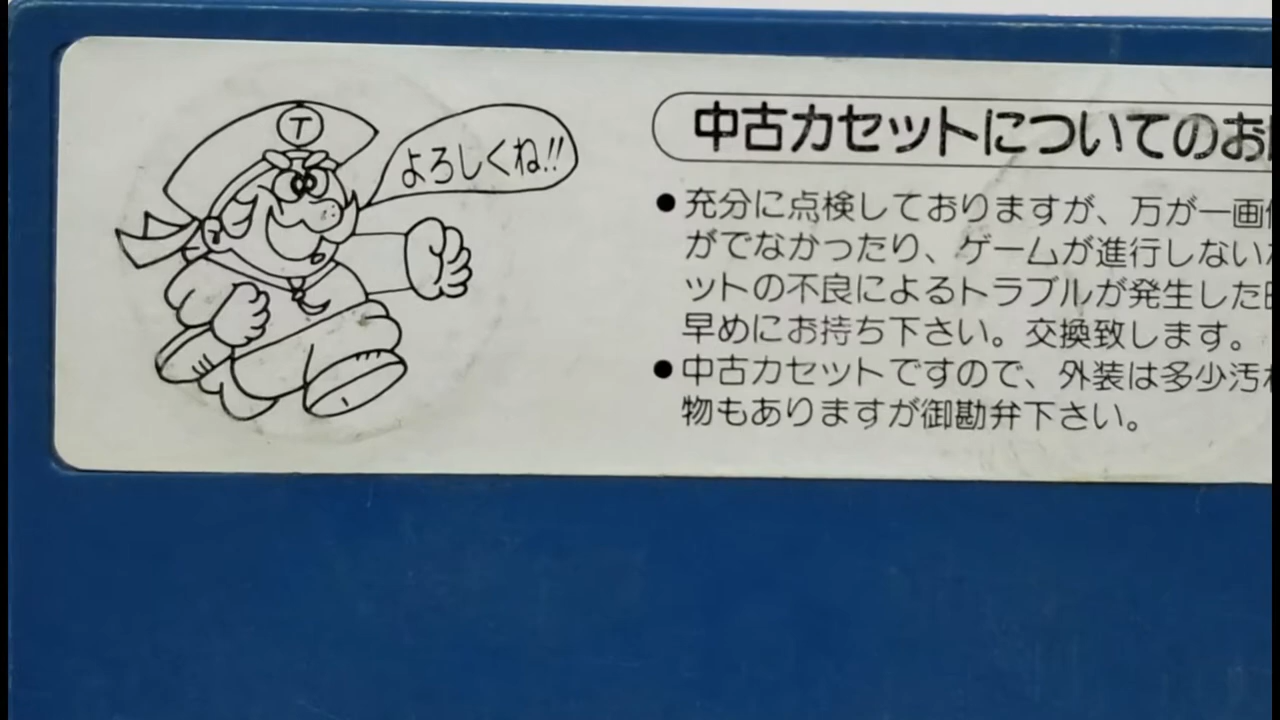 T
よろしくね!!
中古カセットについてのお
●充分に点検しておりますが、万が一画
がでなかったり、ゲームが進行しない
ットの不良によるトラブルが発生した
早めにお持ち下さい。交換致します。
●中古カセットですので、外装は多少汚
物もありますが御勘弁下さい。